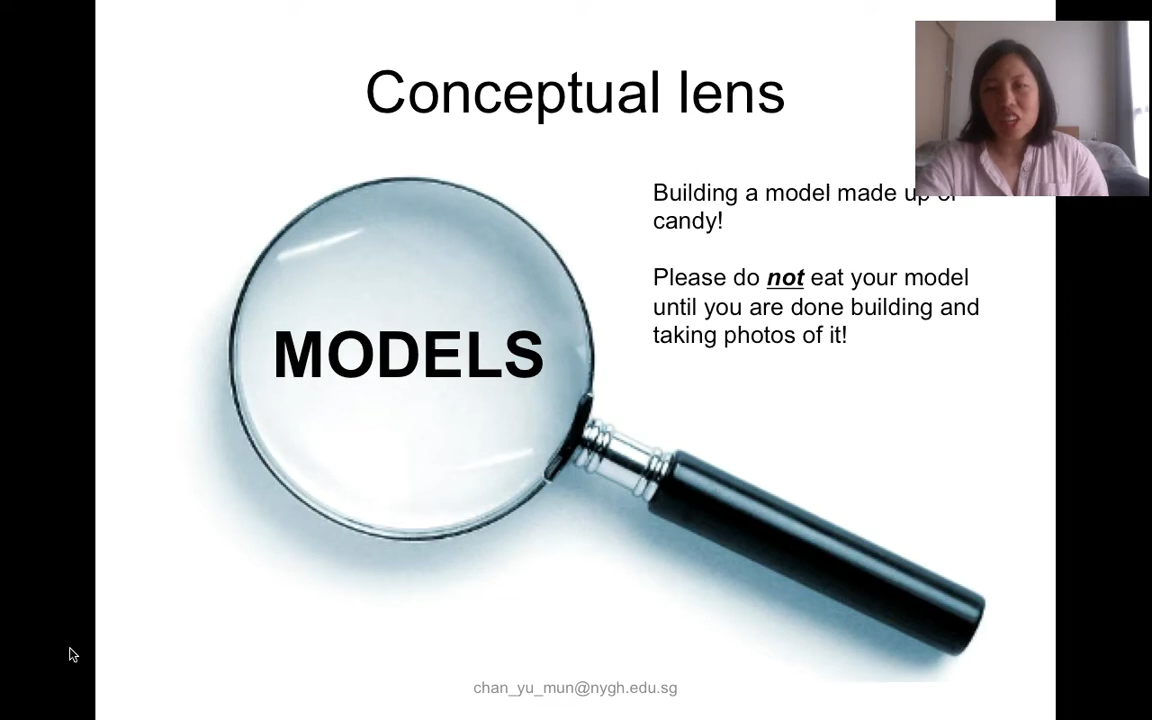 Conceptual lens
Building a model made up of
candy!
Please do not eat your model
until you are done building and
taking photos of it!
MODELS
chan_yu_mun@nygh.edu.sg